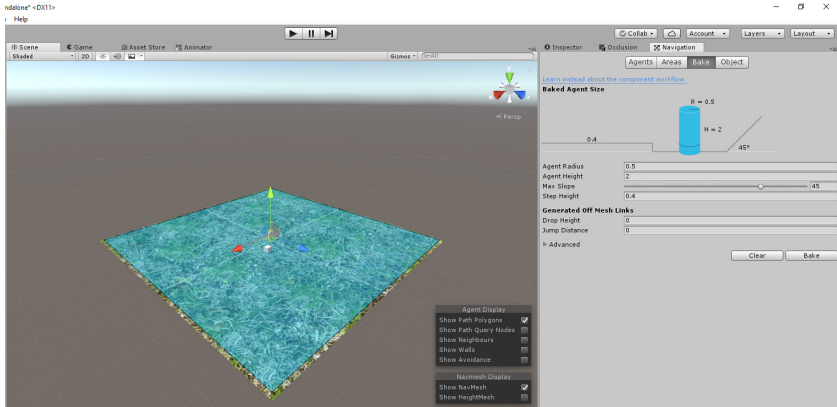 ndalone* <DX11>
Help
Collab
Account
Layers
Layout
Scene
Game
Asset Store
Animator
Inspector
Occlusion
Navigation
Shaded
2D
Gizmos
All
Agents
Areas
Bake
Object
Learn instead about the component workflow.
Baked Agent Size
R = 0.5
H = 2
0.4
45°
Persp
Agent Radius 0.5
Agent Height 2
Max Slope 45
Step Height 0.4
Generated Off Mesh Links
Drop Height 0
Jump Distance 0
Advanced
Clear
Bake
Agent Display
Show Path Polygons
Show Path Query Nodes
Show Neighbours
Show Walls
Show Avoidance
Navmesh Display
Show NavMesh
Show HeightMesh